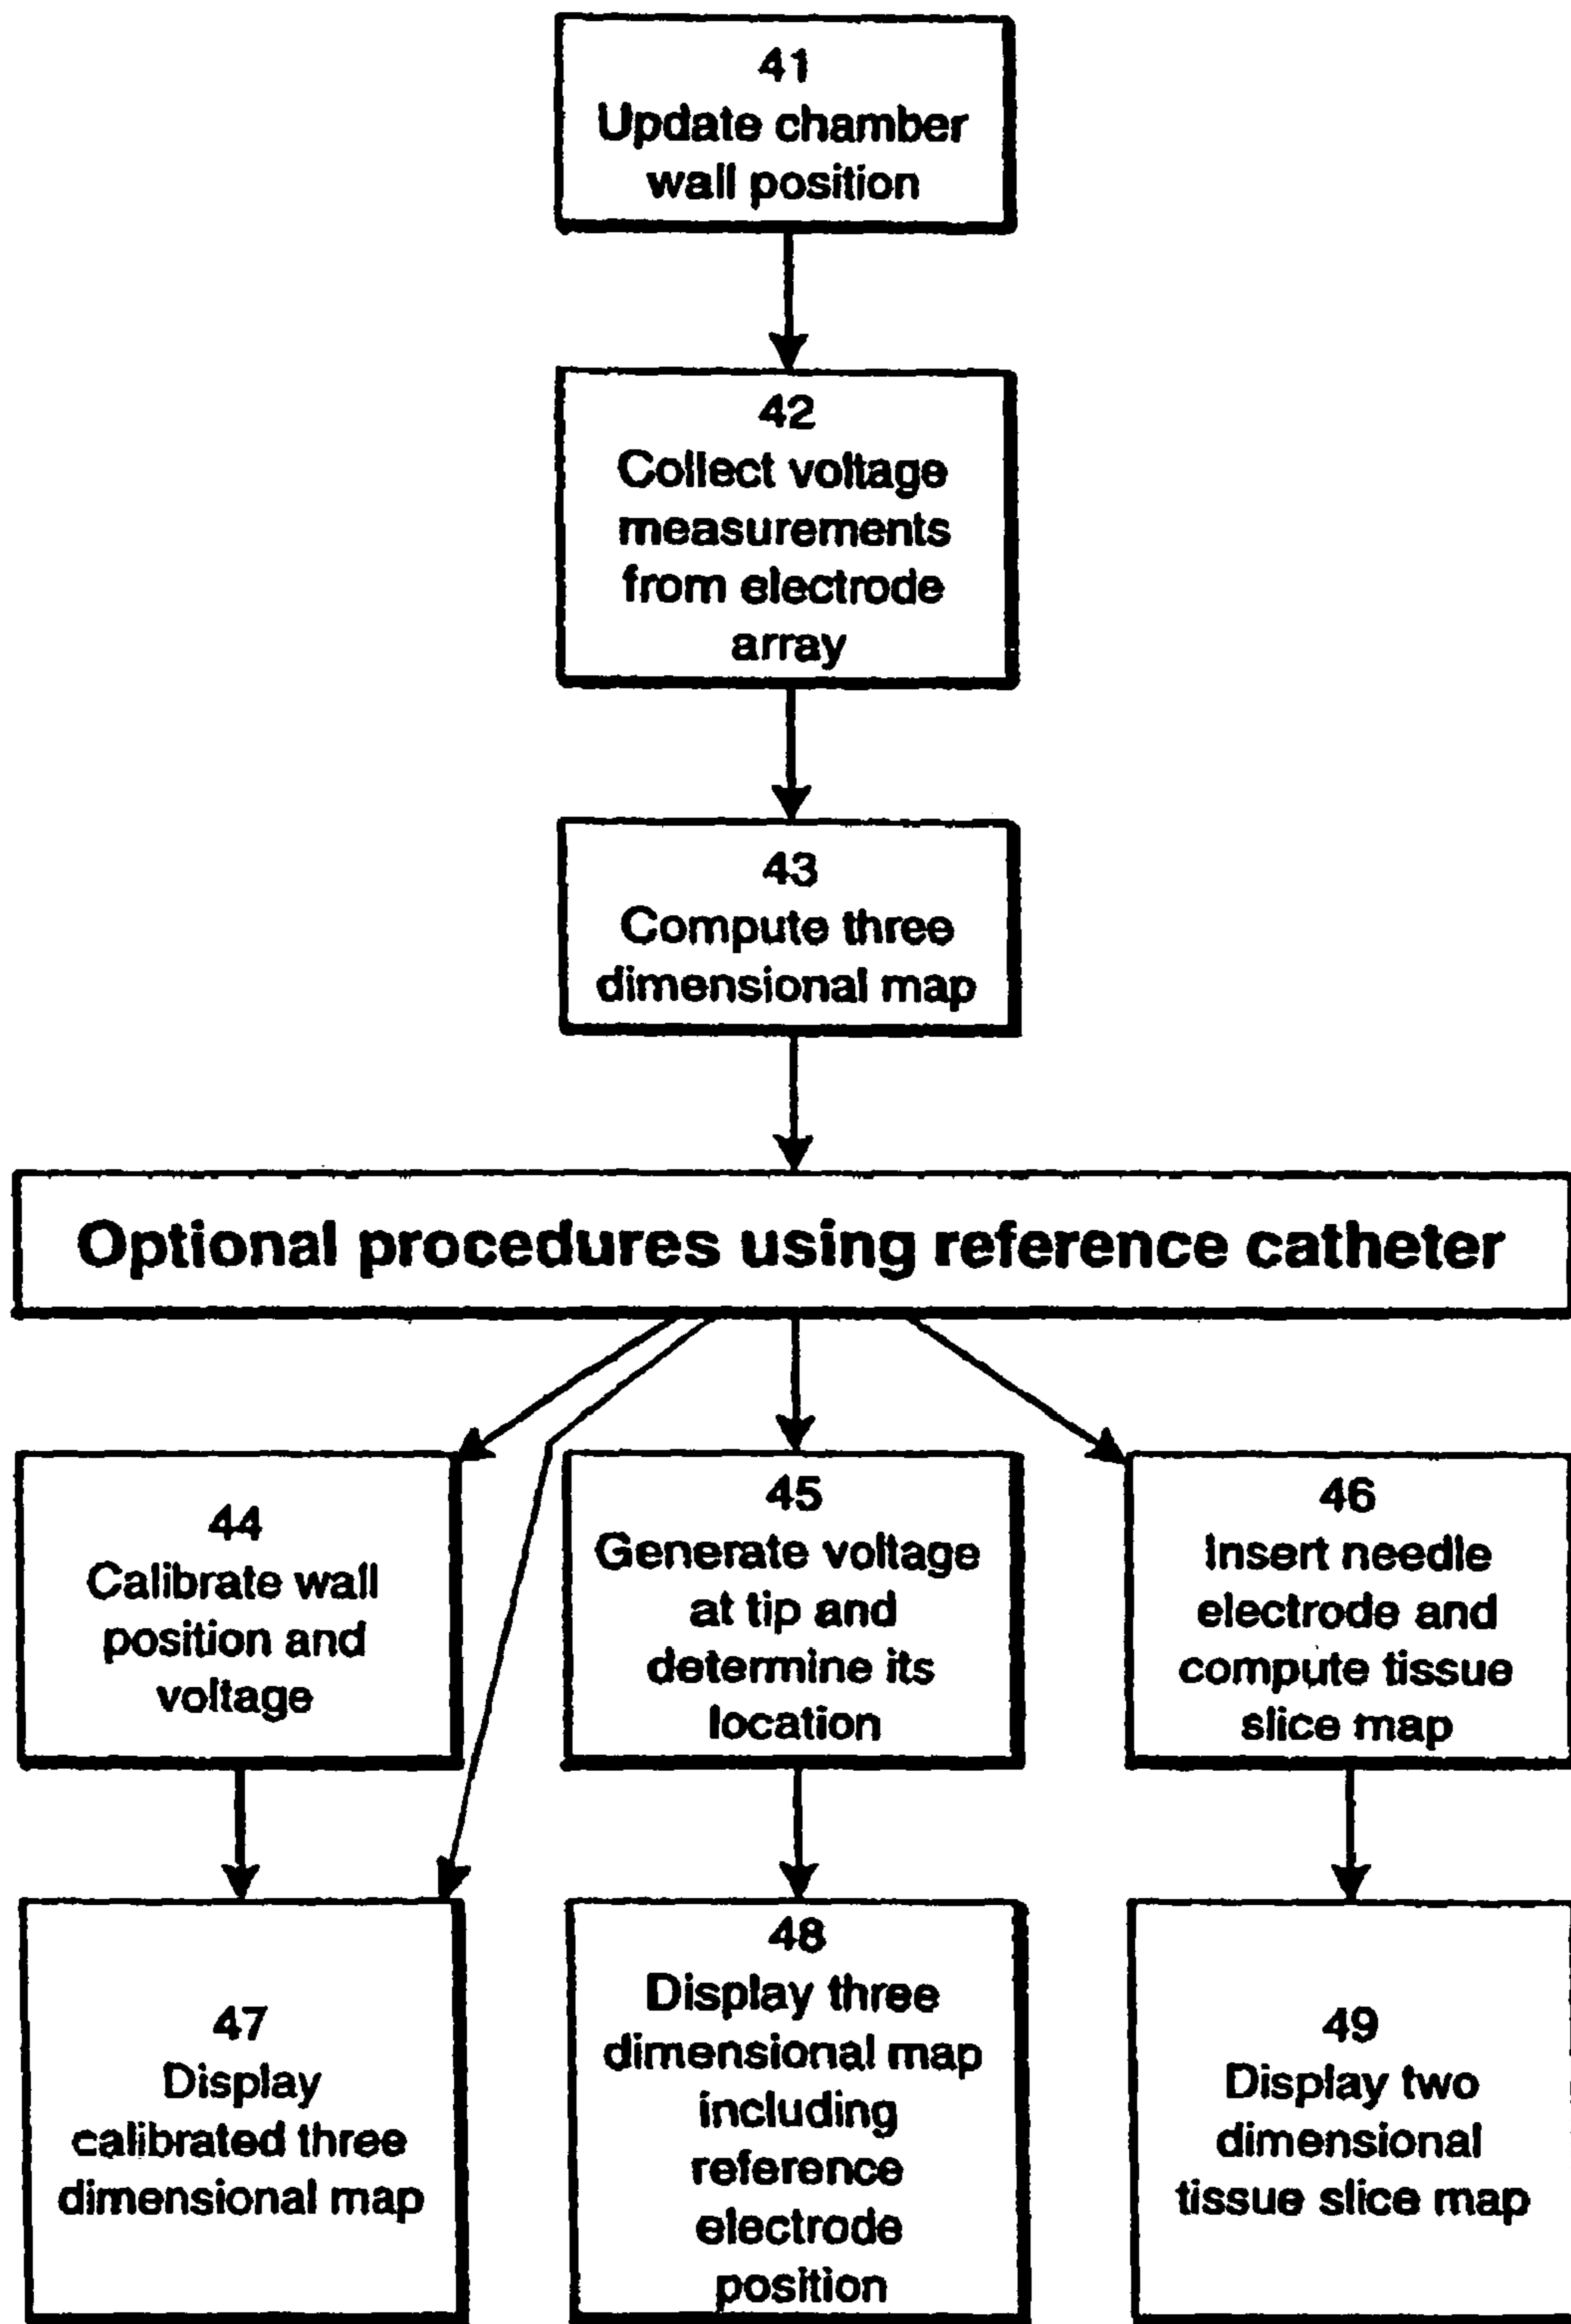 41
Update chamber
wall position
42
Collect voltage
measurements
from electrode
array
43
Compute three
dimensional map
Optional procedures using reference catheter
44
Calibrate wall
position and
voltage
45
Generate voltage
at tip and
determine its
location
46
Insert needle
electrode and
compute tissue
slice map
47
Display
calibrated three
dimensional map
48
Display three
dimensional map
including
reference
electrode
position
49
Display two
dimensional
tissue slice map